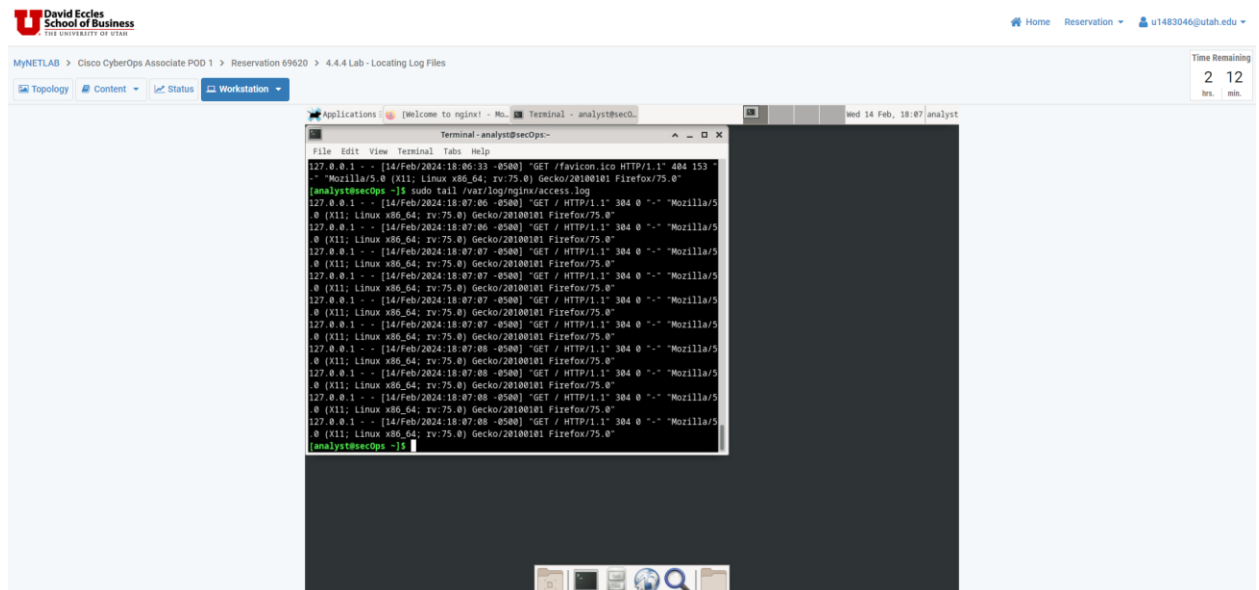 David Eccles
School of Business
THE UNIVERSITY OF UTAH
Home Reservation u1483046@utah.edu
MyNETLAB > Cisco CyberOps Associate POD 1 > Reservation 69620 > 4.4.4 Lab - Locating Log Files
Time Remaining
2 12
hrs. min.
Topology Content Status Workstation
Applications [Welcome to nginx! - Mo… Terminal - analyst@secO… Wed 14 Feb, 18:07 analyst
Terminal - analyst@secOps:~
File Edit View Terminal Tabs Help
127.0.0.1 - - [14/Feb/2024:18:06:33 -0500] "GET /favicon.ico HTTP/1.1" 404 153 "
-" "Mozilla/5.0 (X11; Linux x86_64; rv:75.0) Gecko/20100101 Firefox/75.0"
[analyst@secOps ~]$ sudo tail /var/log/nginx/access.log
127.0.0.1 - - [14/Feb/2024:18:07:06 -0500] "GET / HTTP/1.1" 304 0 "-" "Mozilla/5
.0 (X11; Linux x86_64; rv:75.0) Gecko/20100101 Firefox/75.0"
127.0.0.1 - - [14/Feb/2024:18:07:06 -0500] "GET / HTTP/1.1" 304 0 "-" "Mozilla/5
.0 (X11; Linux x86_64; rv:75.0) Gecko/20100101 Firefox/75.0"
127.0.0.1 - - [14/Feb/2024:18:07:07 -0500] "GET / HTTP/1.1" 304 0 "-" "Mozilla/5
.0 (X11; Linux x86_64; rv:75.0) Gecko/20100101 Firefox/75.0"
127.0.0.1 - - [14/Feb/2024:18:07:07 -0500] "GET / HTTP/1.1" 304 0 "-" "Mozilla/5
.0 (X11; Linux x86_64; rv:75.0) Gecko/20100101 Firefox/75.0"
127.0.0.1 - - [14/Feb/2024:18:07:07 -0500] "GET / HTTP/1.1" 304 0 "-" "Mozilla/5
.0 (X11; Linux x86_64; rv:75.0) Gecko/20100101 Firefox/75.0"
127.0.0.1 - - [14/Feb/2024:18:07:07 -0500] "GET / HTTP/1.1" 304 0 "-" "Mozilla/5
.0 (X11; Linux x86_64; rv:75.0) Gecko/20100101 Firefox/75.0"
127.0.0.1 - - [14/Feb/2024:18:07:08 -0500] "GET / HTTP/1.1" 304 0 "-" "Mozilla/5
.0 (X11; Linux x86_64; rv:75.0) Gecko/20100101 Firefox/75.0"
127.0.0.1 - - [14/Feb/2024:18:07:08 -0500] "GET / HTTP/1.1" 304 0 "-" "Mozilla/5
.0 (X11; Linux x86_64; rv:75.0) Gecko/20100101 Firefox/75.0"
127.0.0.1 - - [14/Feb/2024:18:07:08 -0500] "GET / HTTP/1.1" 304 0 "-" "Mozilla/5
.0 (X11; Linux x86_64; rv:75.0) Gecko/20100101 Firefox/75.0"
127.0.0.1 - - [14/Feb/2024:18:07:08 -0500] "GET / HTTP/1.1" 304 0 "-" "Mozilla/5
.0 (X11; Linux x86_64; rv:75.0) Gecko/20100101 Firefox/75.0"
[analyst@secOps ~]$